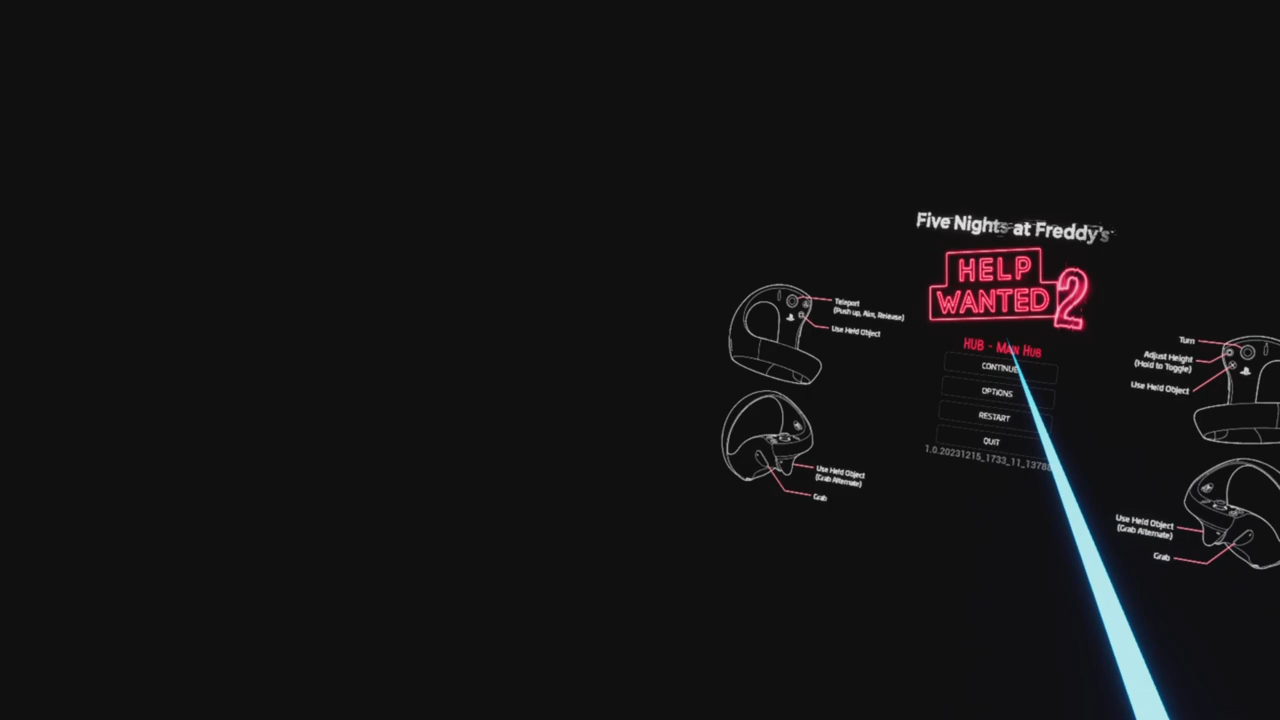 Five Nights at Freddy's
HELP
WANTED 2
HUB - Main Hub
CONTINUE
OPTIONS
RESTART
QUIT
Teleport
(Push up, Aim, Release)
Use Held Object
Use Held Object
(Grab Alternate)
Grab
Turn
Adjust Height
(Hold to Toggle)
Use Held Object
Use Held Object
(Grab Alternate)
Grab